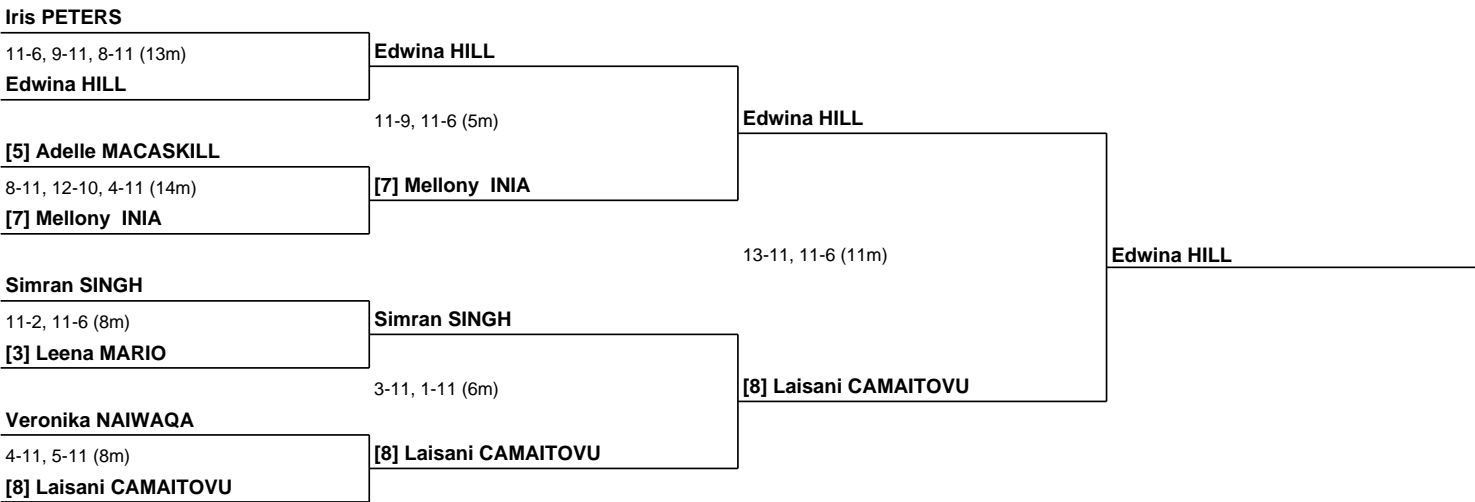 Iris PETERS
11-6, 9-11, 8-11 (13m)
Edwina HILL
Edwina HILL
11-9, 11-6 (5m)
Edwina HILL
[5] Adelle MACASKILL
8-11, 12-10, 4-11 (14m)
[7] Mellony  INIA
[7] Mellony  INIA
13-11, 11-6 (11m)
Edwina HILL
Simran SINGH
11-2, 11-6 (8m)
Simran SINGH
[3] Leena MARIO
3-11, 1-11 (6m)
[8] Laisani CAMAITOVU
Veronika NAIWAQA
4-11, 5-11 (8m)
[8] Laisani CAMAITOVU
[8] Laisani CAMAITOVU